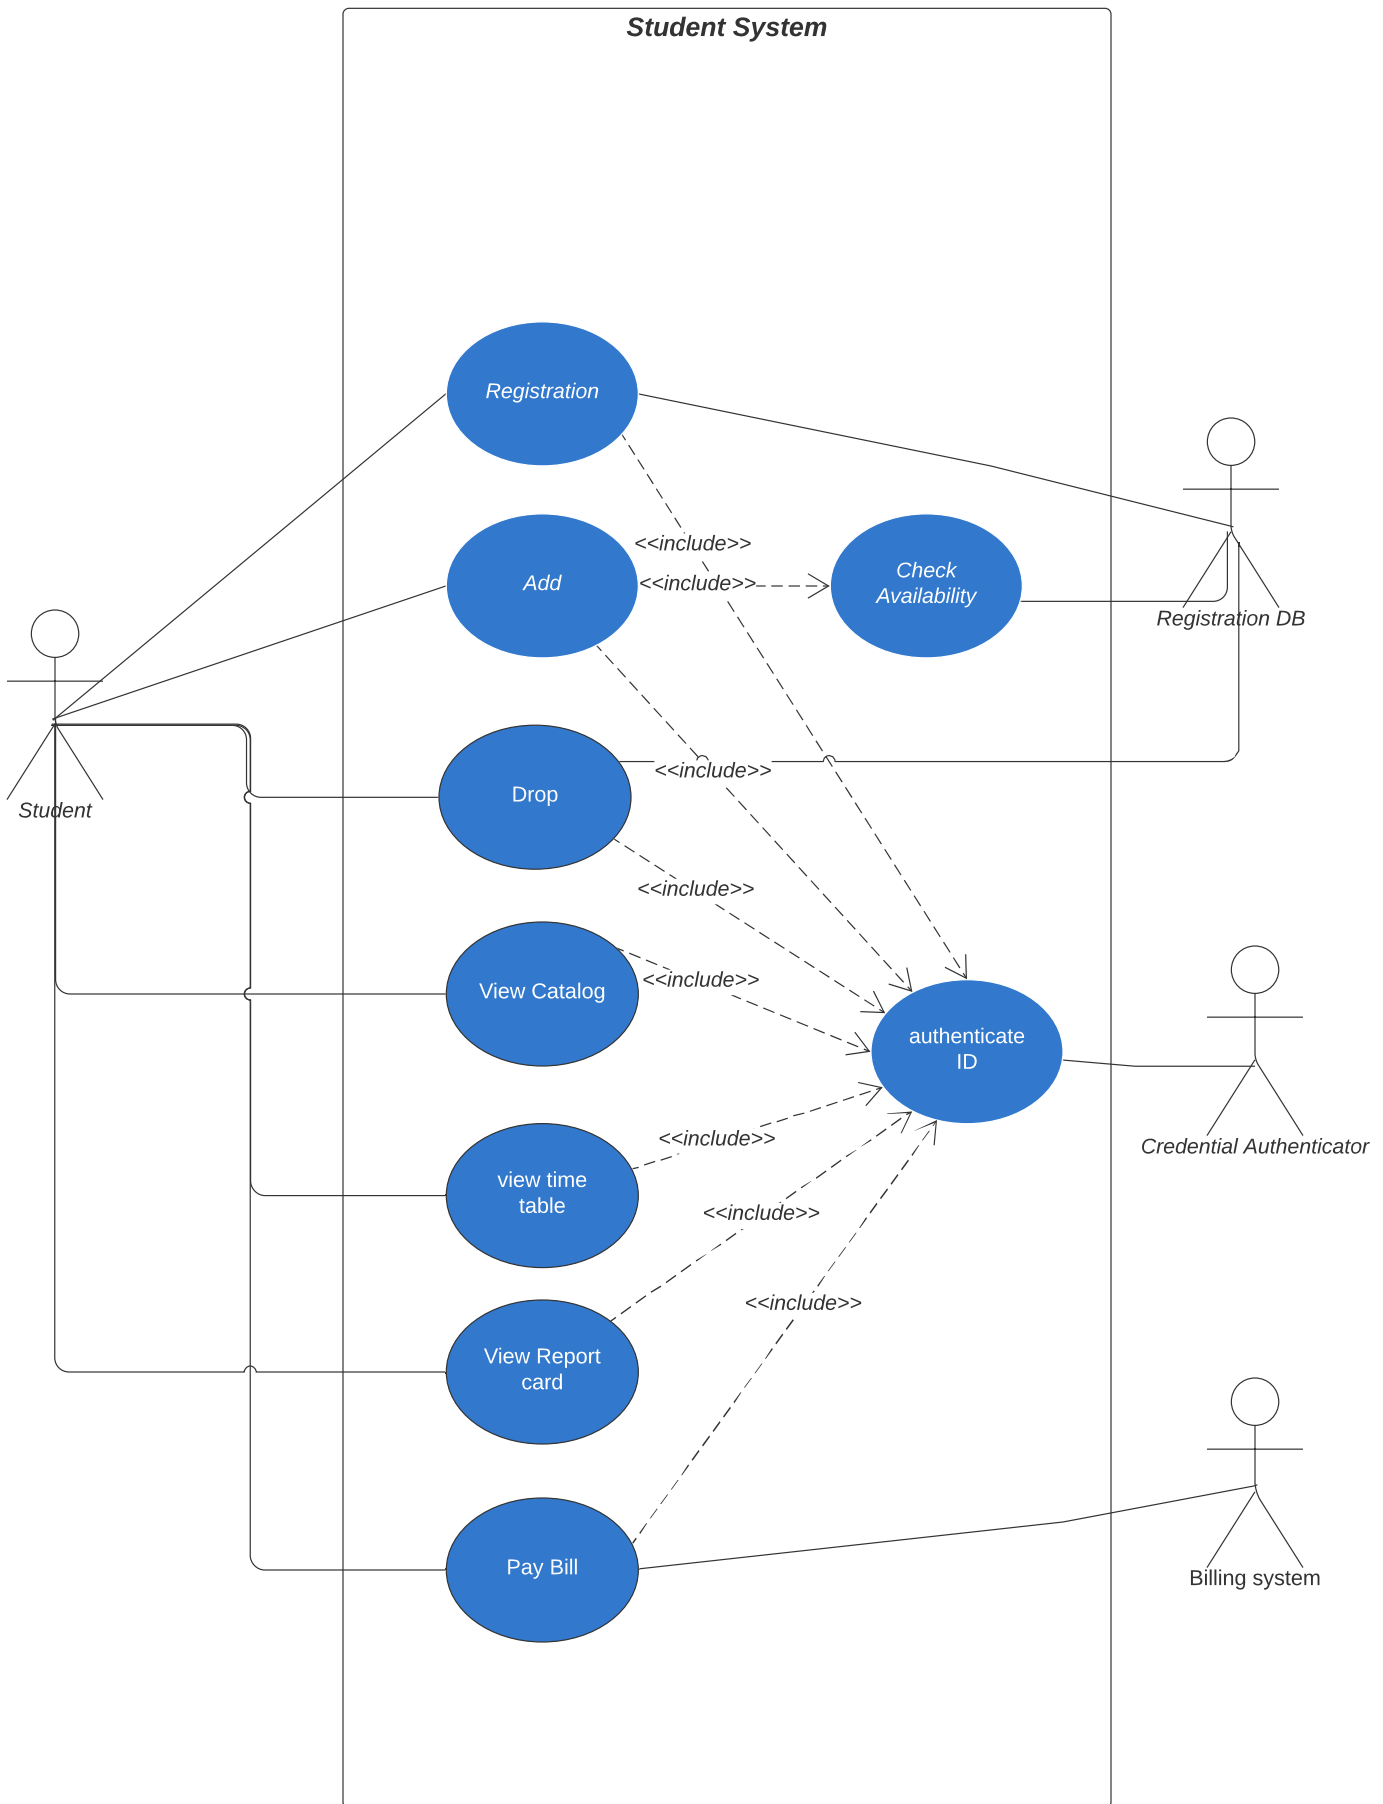 Student System
Registration
<<include>>
Add
<<include>>
Check
Availability
Registration DB
Student
<<include>>
Drop
<<include>>
View Catalog
<<include>>
authenticate
ID
<<include>>
Credential Authenticator
view time
table
<<include>>
<<include>>
View Report
card
Pay Bill
Billing system